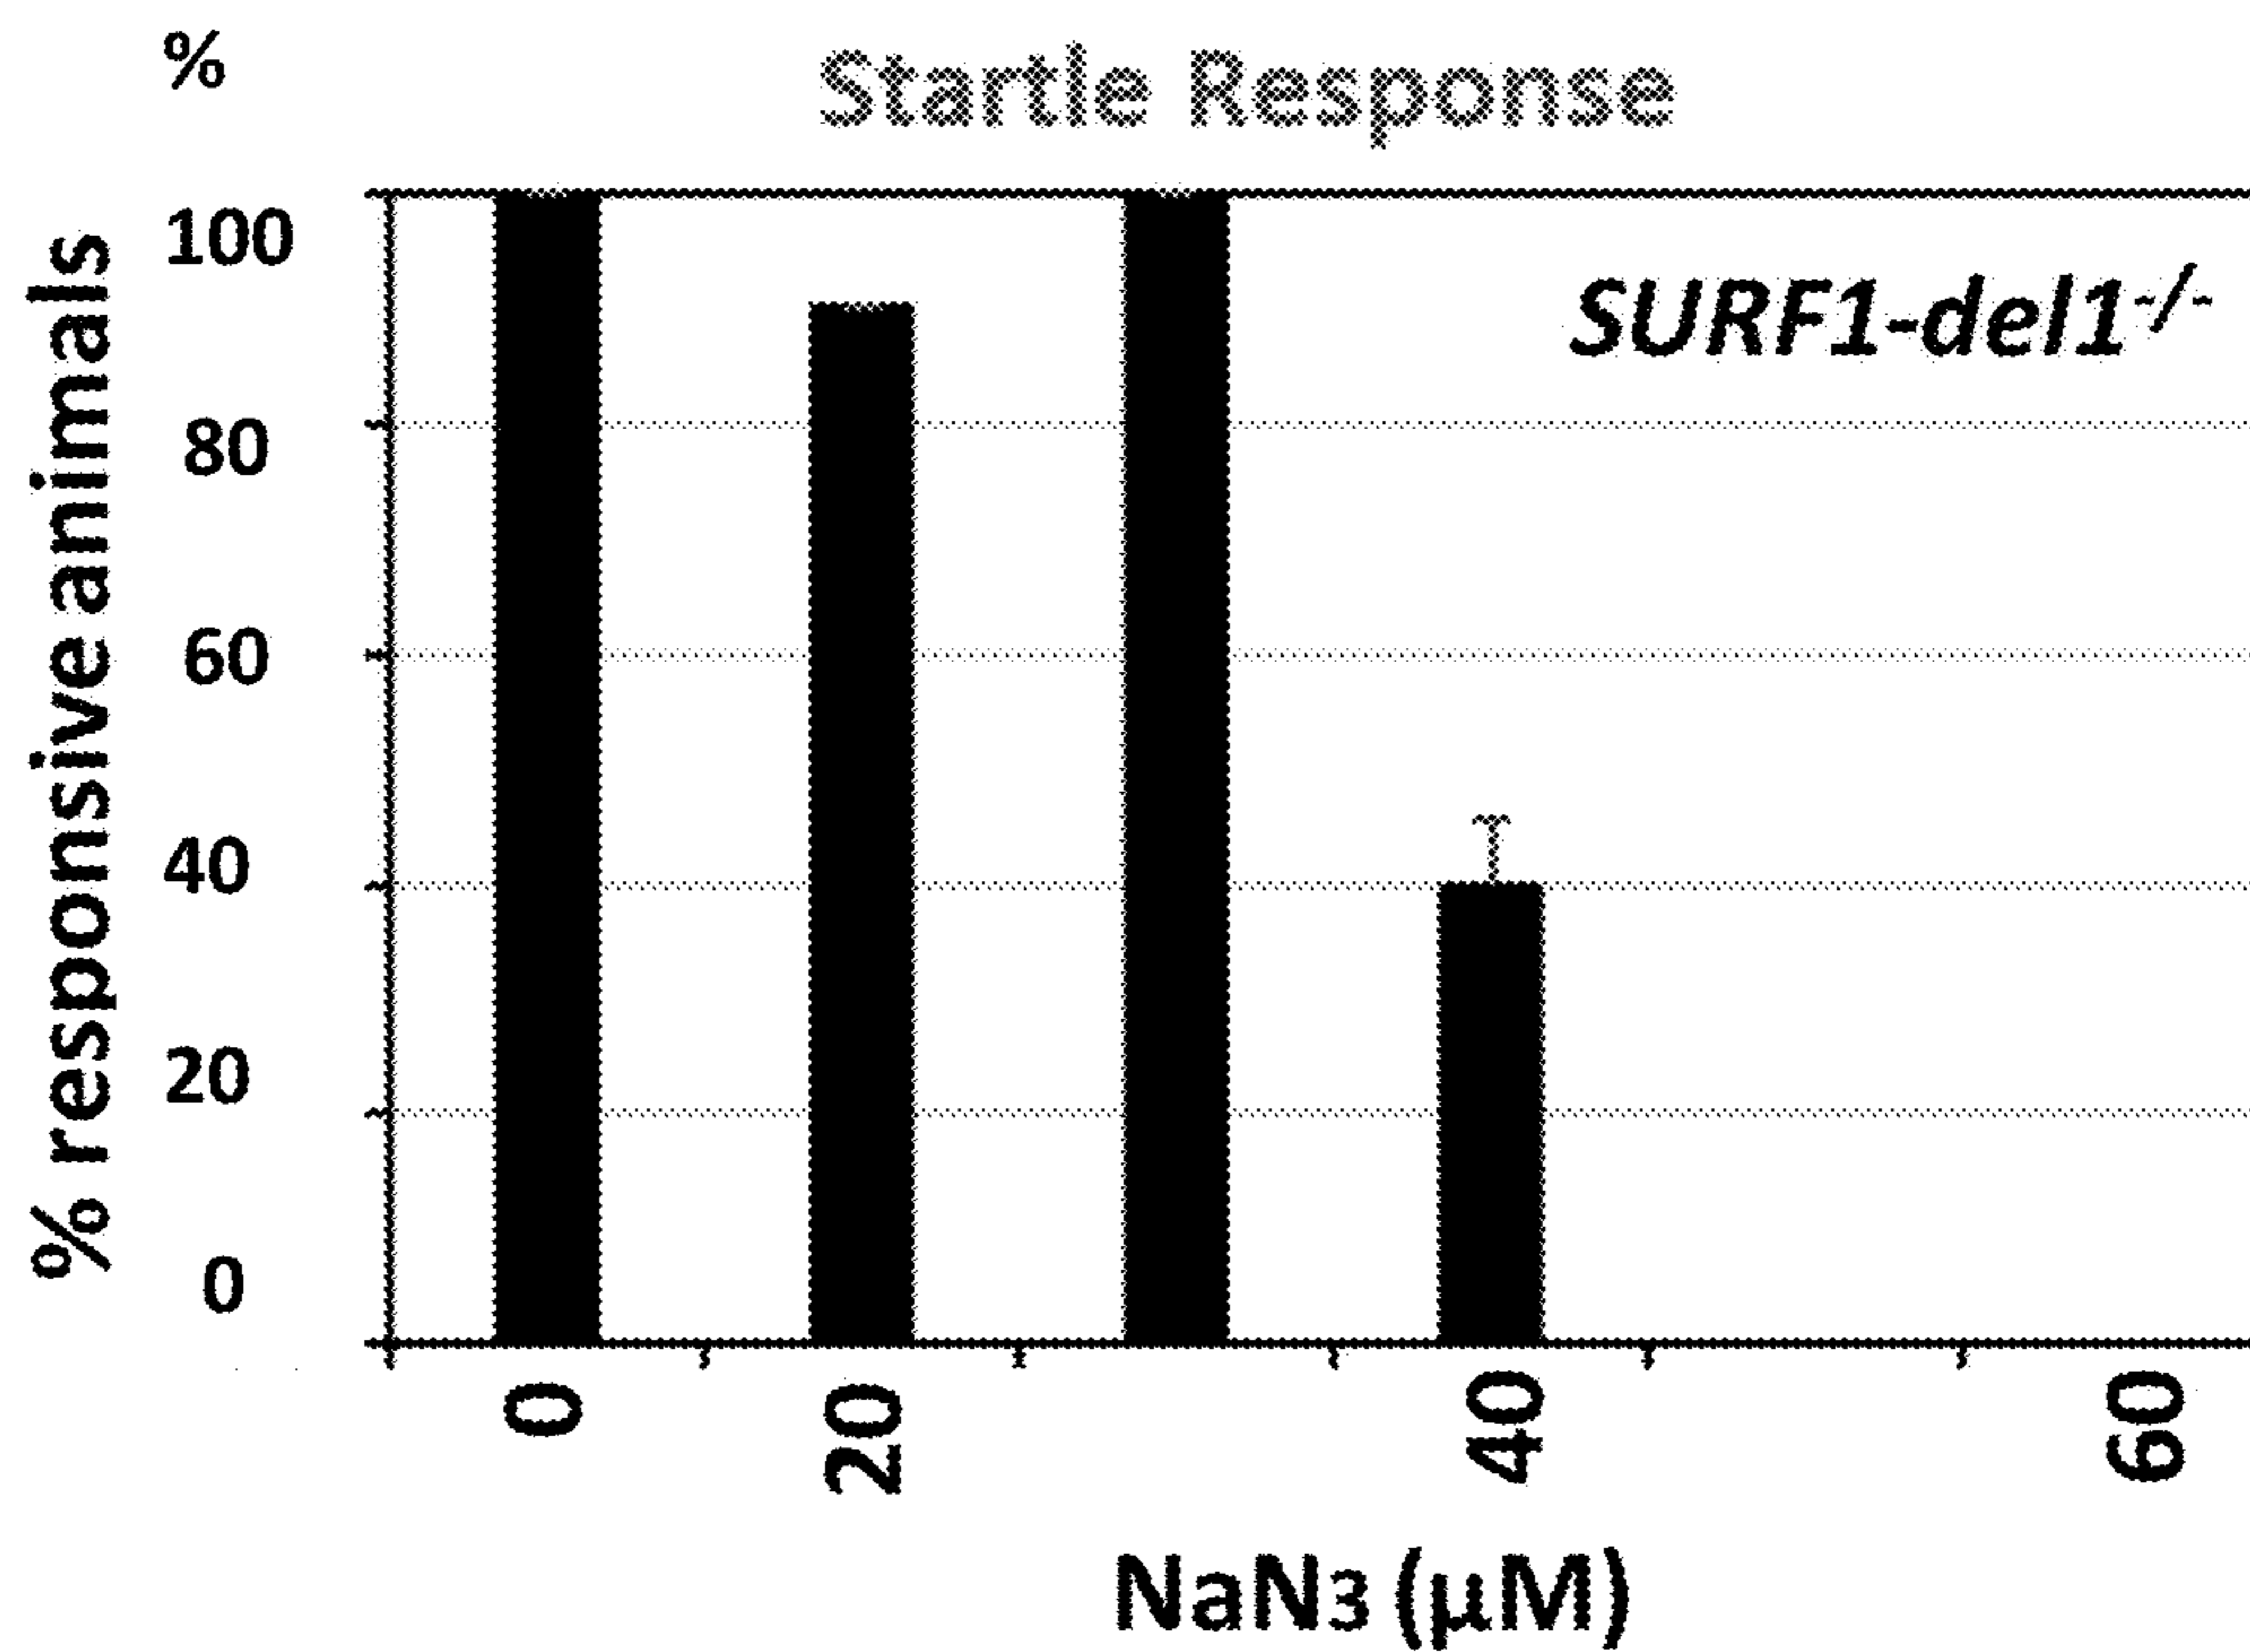 %
Startle Response
% responsive animals
100
80
60
40
20
0
SURF1-del1-/-
0
20
40
60
NaN3 (µM)